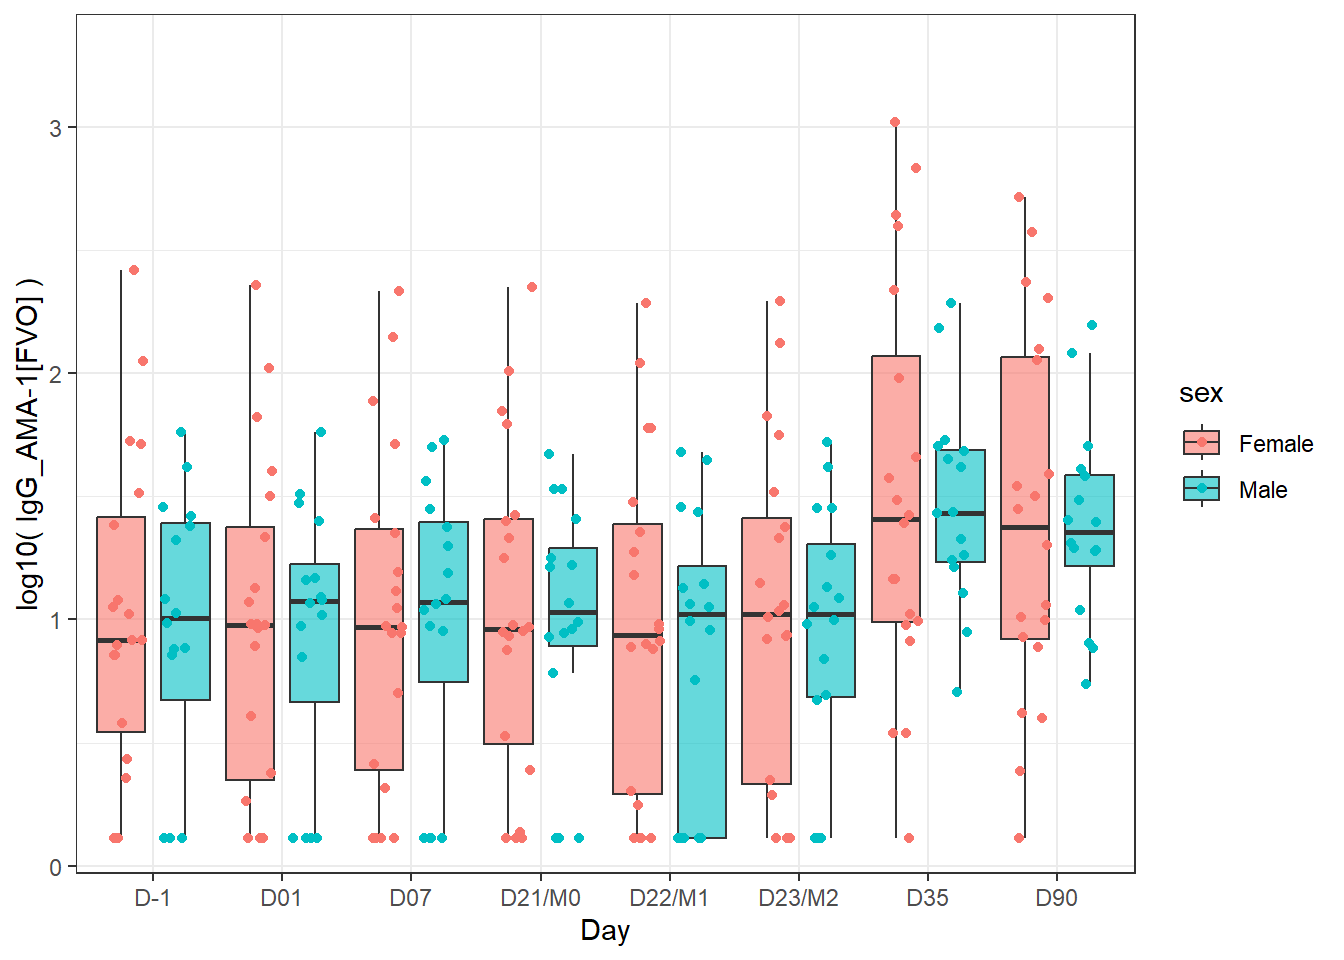 log10( IgG_AMA-1[FVO] )
3
2
1
0
D-1 D01 D07 D21/M0 D22/M1 D23/M2 D35 D90
Day
sex
Female
Male